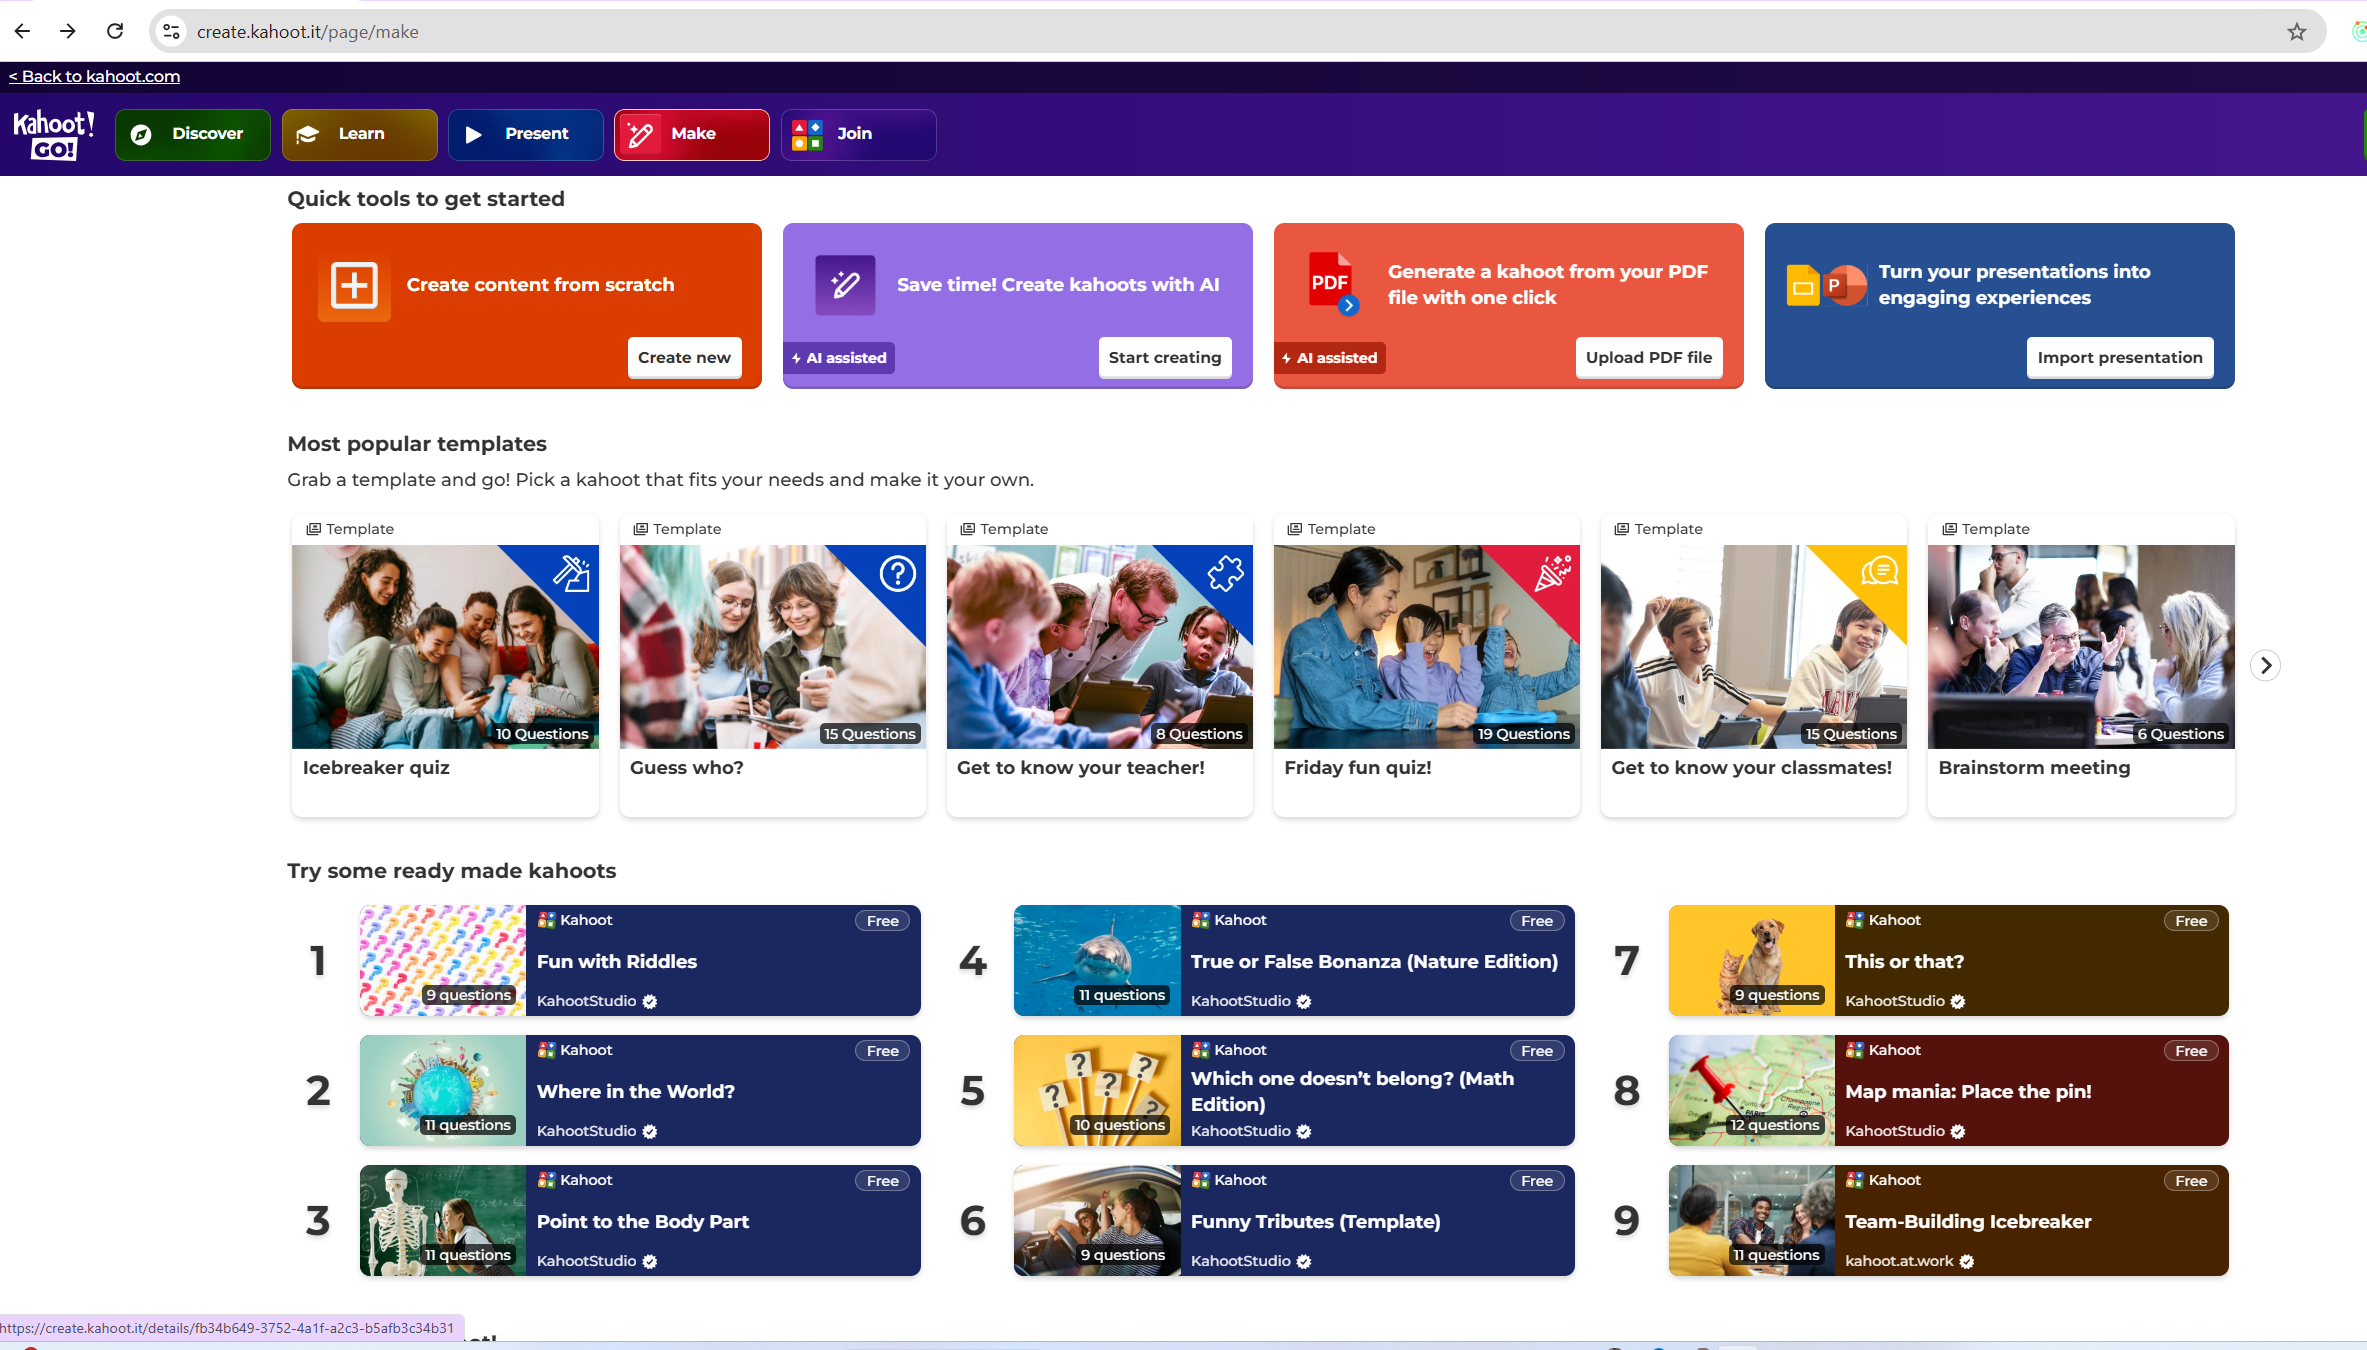 create.kahoot.it/page/make
< Back to kahoot.com
Kahoot!
GO!
Discover
Learn
Present
Make
Join
Quick tools to get started
Create content from scratch
Create new
Save time! Create kahoots with AI
AI assisted
Start creating
PDF
Generate a kahoot from your PDF
file with one click
AI assisted
Upload PDF file
P
Turn your presentations into
engaging experiences
Import presentation
Most popular templates
Grab a template and go! Pick a kahoot that fits your needs and make it your own.
Template
10 Questions
Icebreaker quiz
Template
15 Questions
Guess who?
Template
8 Questions
Get to know your teacher!
Template
19 Questions
Friday fun quiz!
Template
15 Questions
Get to know your classmates!
Template
6 Questions
Brainstorm meeting
Try some ready made kahoots
1
9 questions
Kahoot
Free
Fun with Riddles
KahootStudio
2
11 questions
Kahoot
Free
Where in the World?
KahootStudio
3
11 questions
Kahoot
Free
Point to the Body Part
KahootStudio
4
11 questions
Kahoot
Free
True or False Bonanza (Nature Edition)
KahootStudio
5
10 questions
Kahoot
Free
Which one doesn’t belong? (Math
Edition)
KahootStudio
6
9 questions
Kahoot
Free
Funny Tributes (Template)
KahootStudio
7
9 questions
Kahoot
Free
This or that?
KahootStudio
8
PARIS
Champagne
Region
12 questions
Kahoot
Free
Map mania: Place the pin!
KahootStudio
9
11 questions
Kahoot
Free
Team-Building Icebreaker
kahoot.at.work
https://create.kahoot.it/details/fb34b649-3752-4a1f-a2c3-b5afb3c34b31